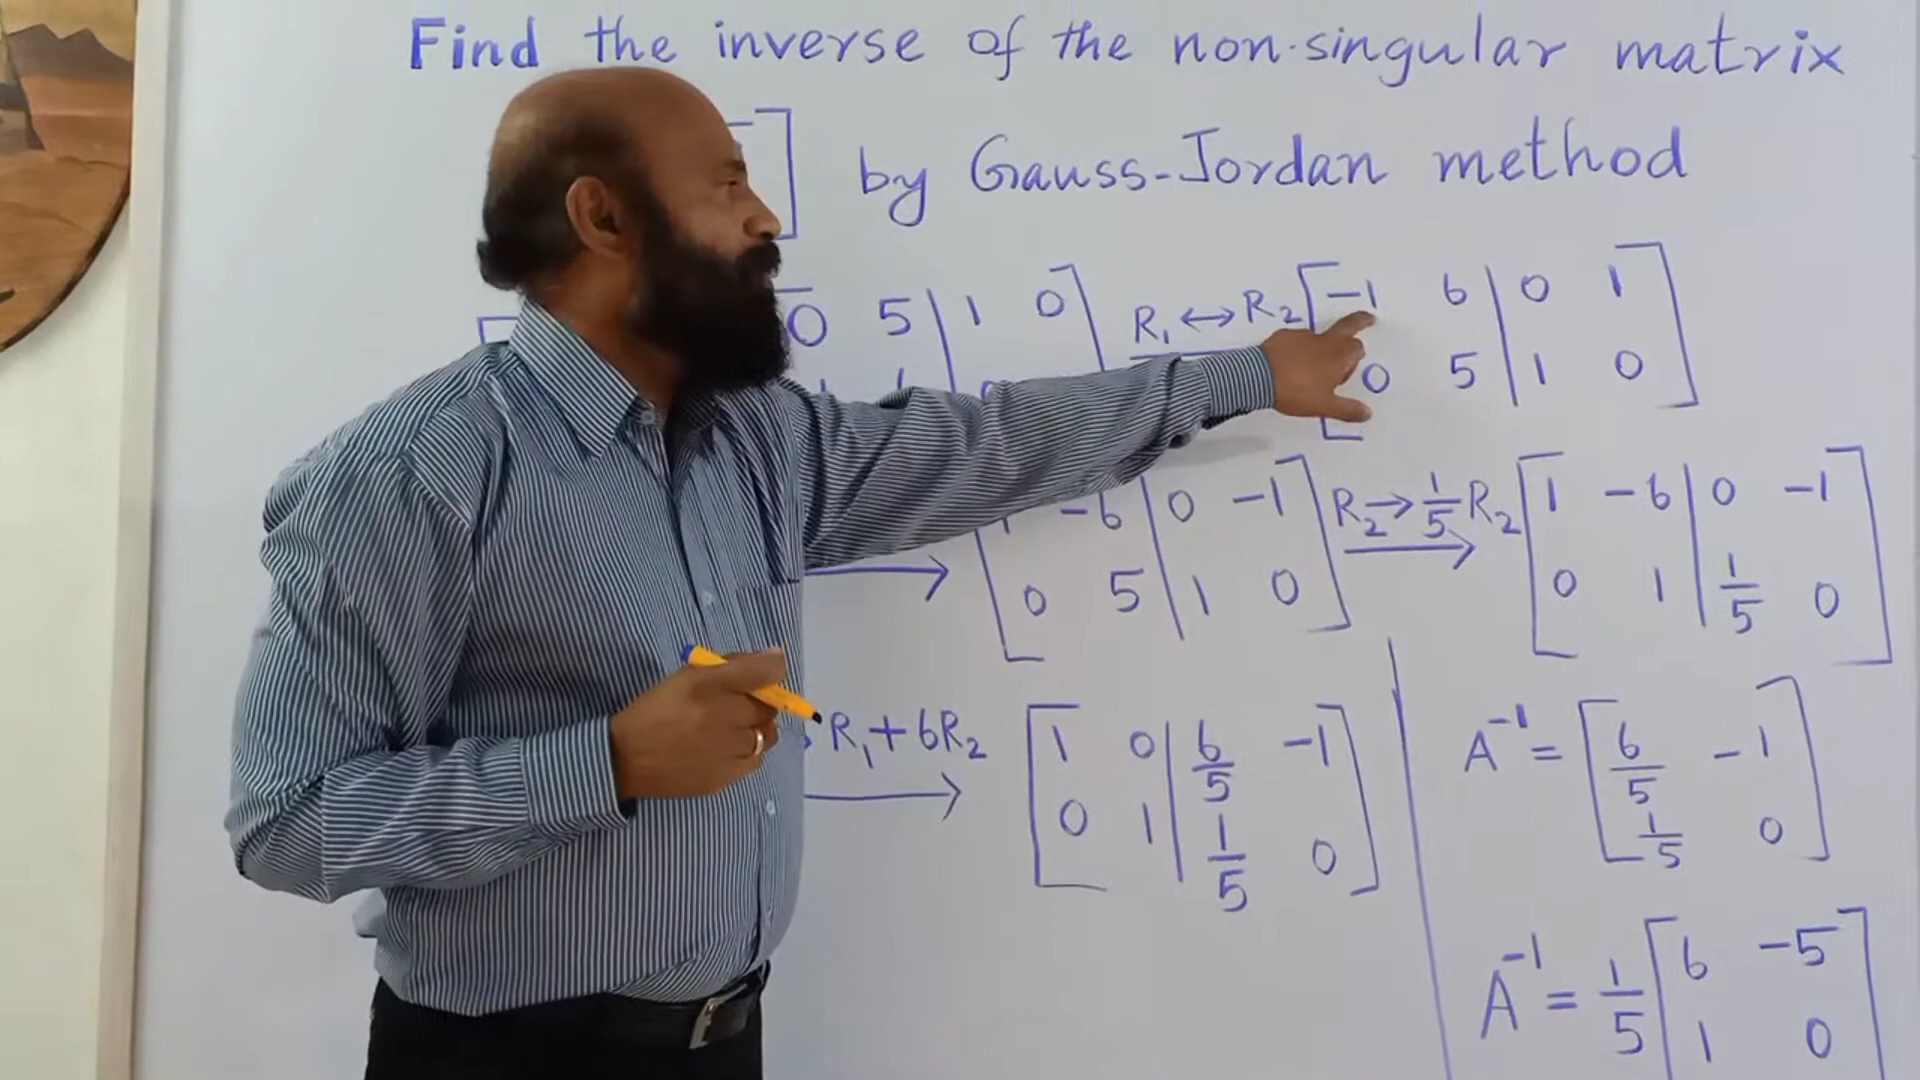 Find the inverse of the non-singular matrix
by Gauss-Jordan method
0 5 | 1 0
R₁ ↔ R₂
-1 6 | 0 1
0 5 | 1 0
-6 | 0 -1
0 5 | 1 0
R₂ → 1/5 R₂
1 -6 | 0 -1
0 1 | 1/5 0
R₁ + 6R₂
1 0 | 6/5 -1
0 1 | 1/5 0
A⁻¹ = [6/5 -1
1/5 0]
A⁻¹ = 1/5 [6 -5
1 0